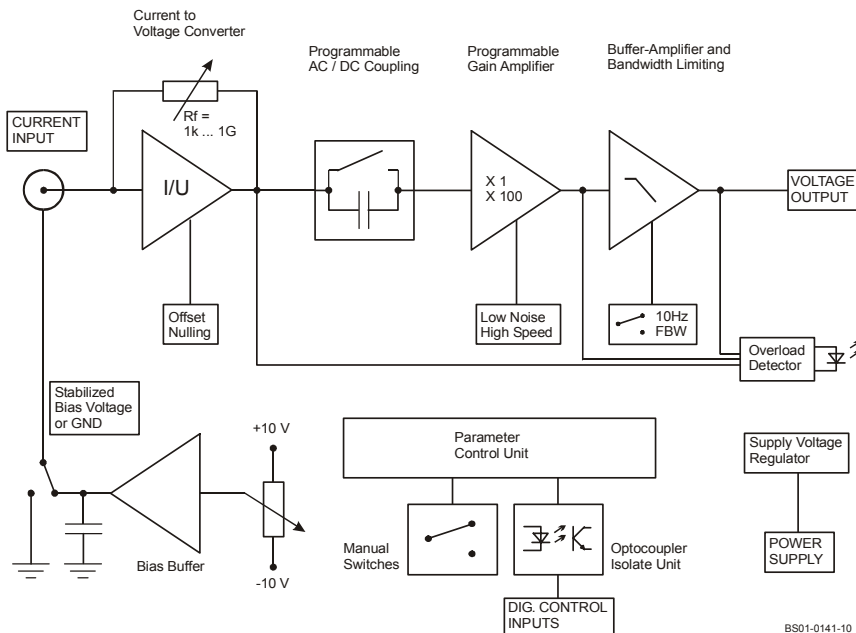 Current to
Voltage Converter
Programmable
AC / DC Coupling
Programmable
Gain Amplifier
Buffer-Amplifier and
Bandwidth Limiting
CURRENT
INPUT
Rf =
1k ... 1G
I/U
X 1
X 100
VOLTAGE
OUTPUT
Offset
Nulling
Low Noise
High Speed
10Hz
FBW
Overload
Detector
Stabilized
Bias Voltage
or GND
+10 V
-10 V
Bias Buffer
Parameter
Control Unit
Manual
Switches
Optocoupler
Isolate Unit
DIG. CONTROL
INPUTS
Supply Voltage
Regulator
POWER
SUPPLY
BS01-0141-10